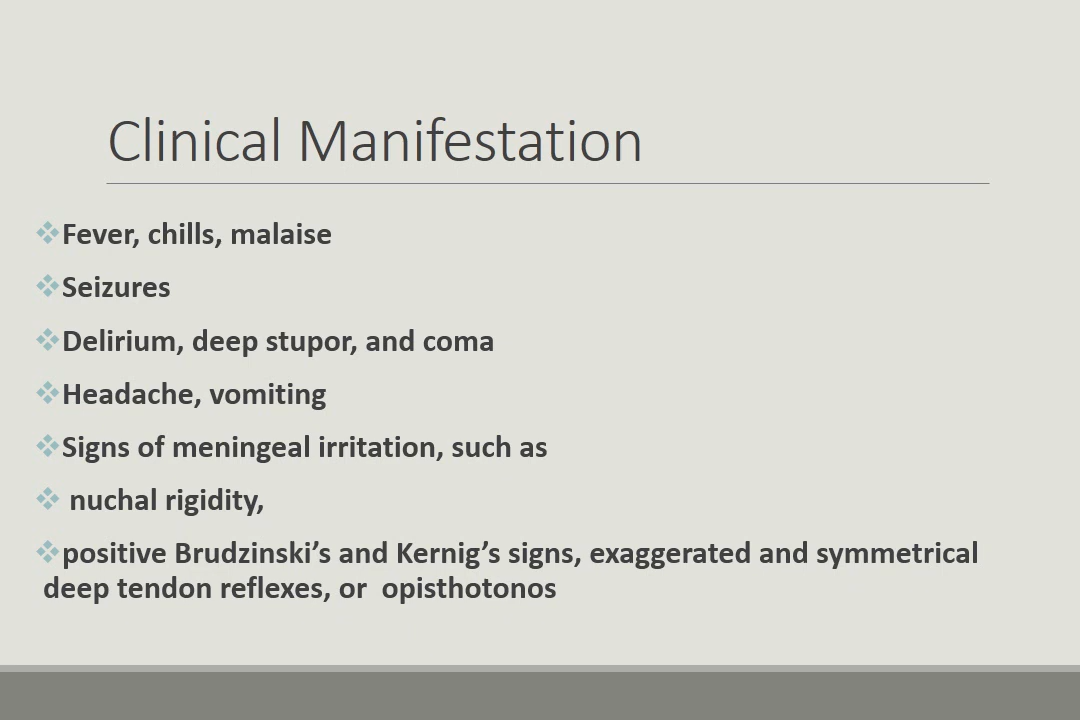 Clinical Manifestation
❖Fever, chills, malaise
❖Seizures
❖Delirium, deep stupor, and coma
❖Headache, vomiting
❖Signs of meningeal irritation, such as
❖ nuchal rigidity,
❖positive Brudzinski’s and Kernig’s signs, exaggerated and symmetrical
deep tendon reflexes, or  opisthotonos